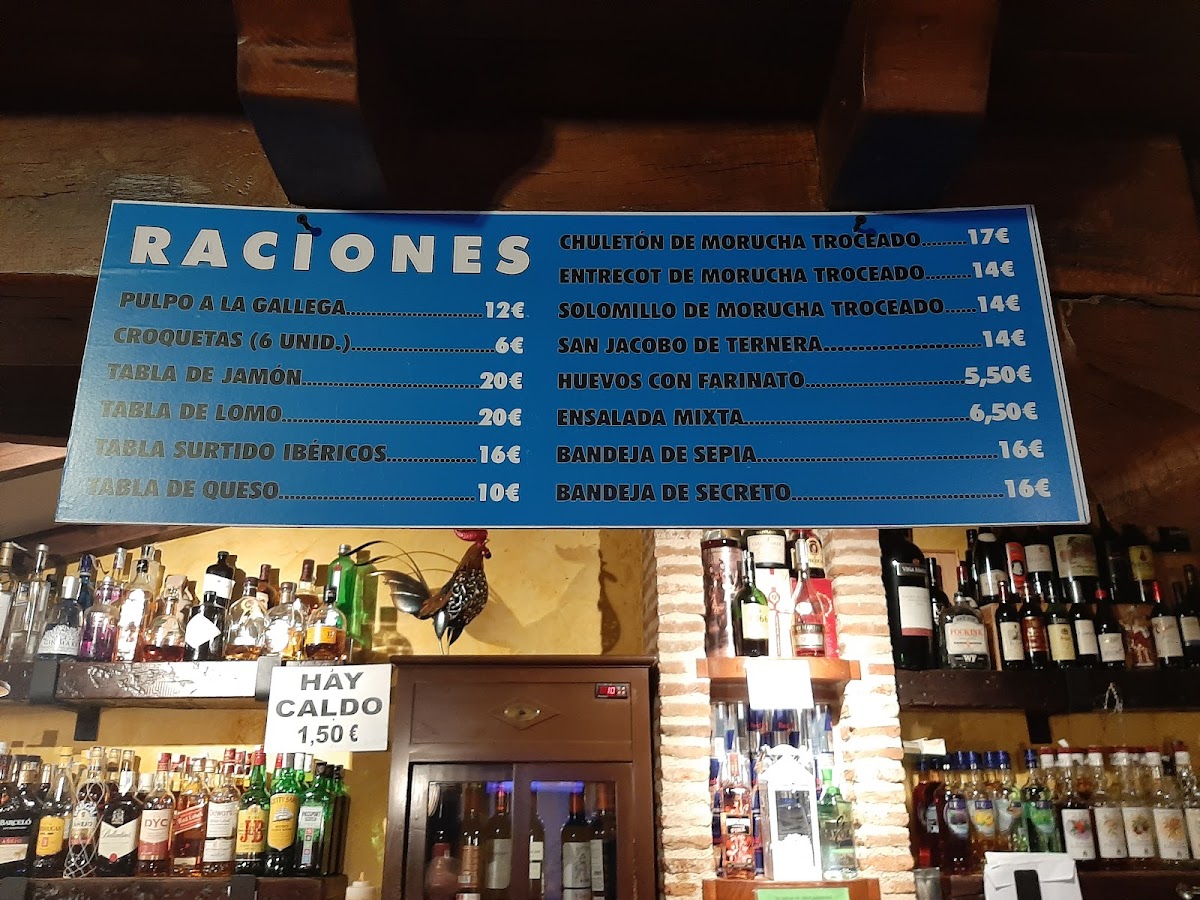 RACIONES
PULPO A LA GALLEGA 12€
CROQUETAS (6 UNID.) 6€
TABLA DE JAMÓN 20€
TABLA DE LOMO 20€
TABLA SURTIDO IBÉRICOS 16€
TABLA DE QUESO 10€
CHULETÓN DE MORUCHA TROCEADO 17€
ENTRECOT DE MORUCHA TROCEADO 14€
SOLOMILLO DE MORUCHA TROCEADO 14€
SAN JACOBO DE TERNERA 14€
HUEVOS CON FARINATO 5,50€
ENSALADA MIXTA 6,50€
BANDEJA DE SEPIA 16€
BANDEJA DE SECRETO 16€
HAY
CALDO
1,50 €
BARCELÓ
DYC
J&B
PASSPORT